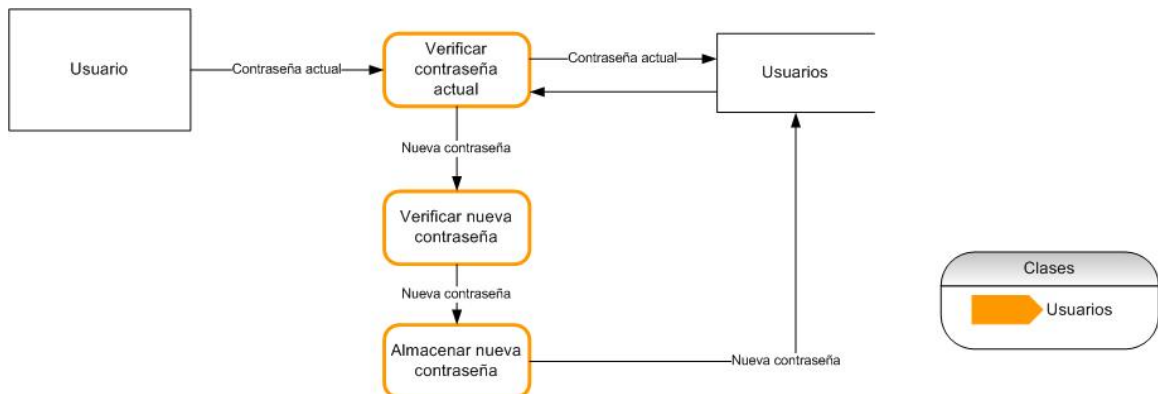 Usuario
Contraseña actual
Verificar
contraseña
actual
Contraseña actual
Usuarios
Nueva contraseña
Verificar nueva
contraseña
Nueva contraseña
Almacenar nueva
contraseña
Nueva contraseña
Clases
Usuarios